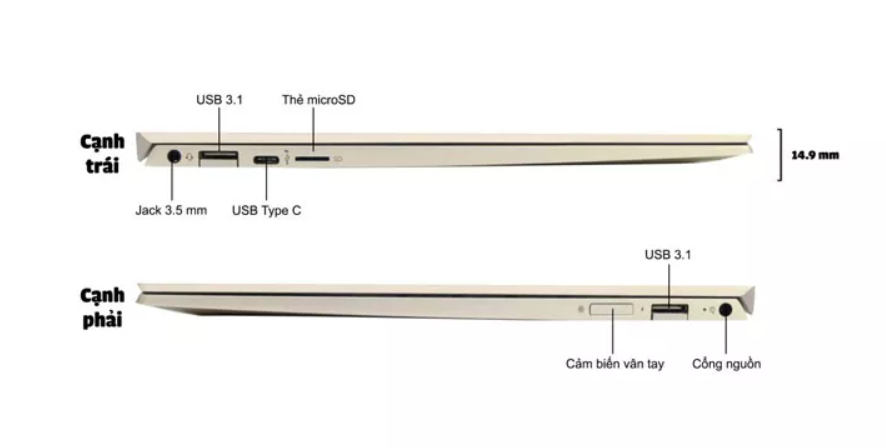 USB 3.1
Thẻ microSD
Cạnh
trái
14.9 mm
Jack 3.5 mm
USB Type C
USB 3.1
Cạnh
phải
Cảm biến vân tay
Cổng nguồn